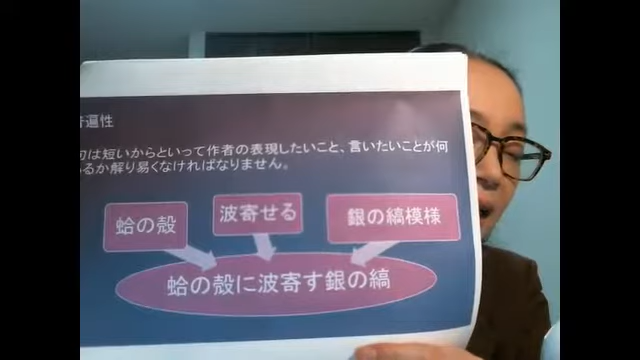 遍性
句は短いからといって作者の表現したいこと、言いたいことが何
るか解り易くなければなりません。
蛤の殻
波寄せる
銀の縞模様
蛤の殻に波寄す銀の縞